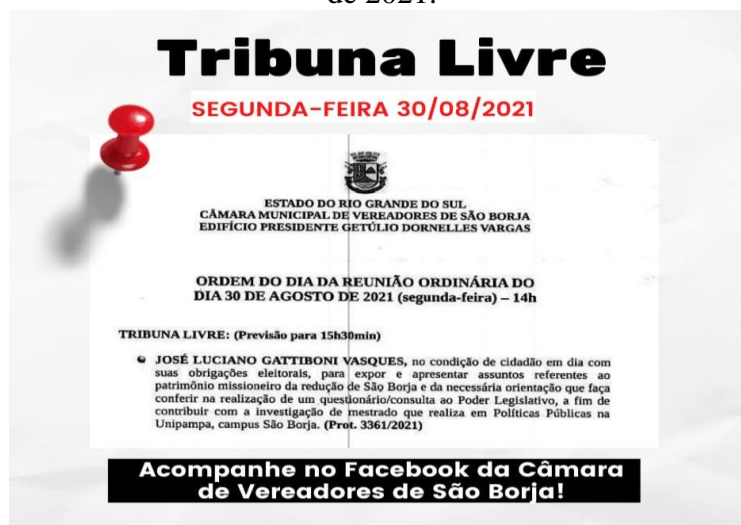 de 2021.
Tribuna Livre
SEGUNDA-FEIRA 30/08/2021
ESTADO DO RIO GRANDE DO SUL
CÂMARA MUNICIPAL DE VEREADORES DE SÃO BORJA
EDIFÍCIO PRESIDENTE GETÚLIO DORNELLES VARGAS
ORDEM DO DIA DA REUNIÃO ORDINÁRIA DO
DIA 30 DE AGOSTO DE 2021 (segunda-feira) – 14h
TRIBUNA LIVRE: (Previsão para 15h30min)
JOSÉ LUCIANO GATTIBONI VASQUES, no condição de cidadão em dia com
suas obrigações eleitorais, para expor e apresentar assuntos referentes ao
patrimônio missioneiro da redução de São Borja e da necessária orientação que faça
conferir na realização de um questionário/consulta ao Poder Legislativo, a fim de
contribuir com a investigação de mestrado que realiza em Políticas Públicas na
Unipampa, campus São Borja. (Prot. 3361/2021)
Acompanhe no Facebook da Câmara
de Vereadores de São Borja!